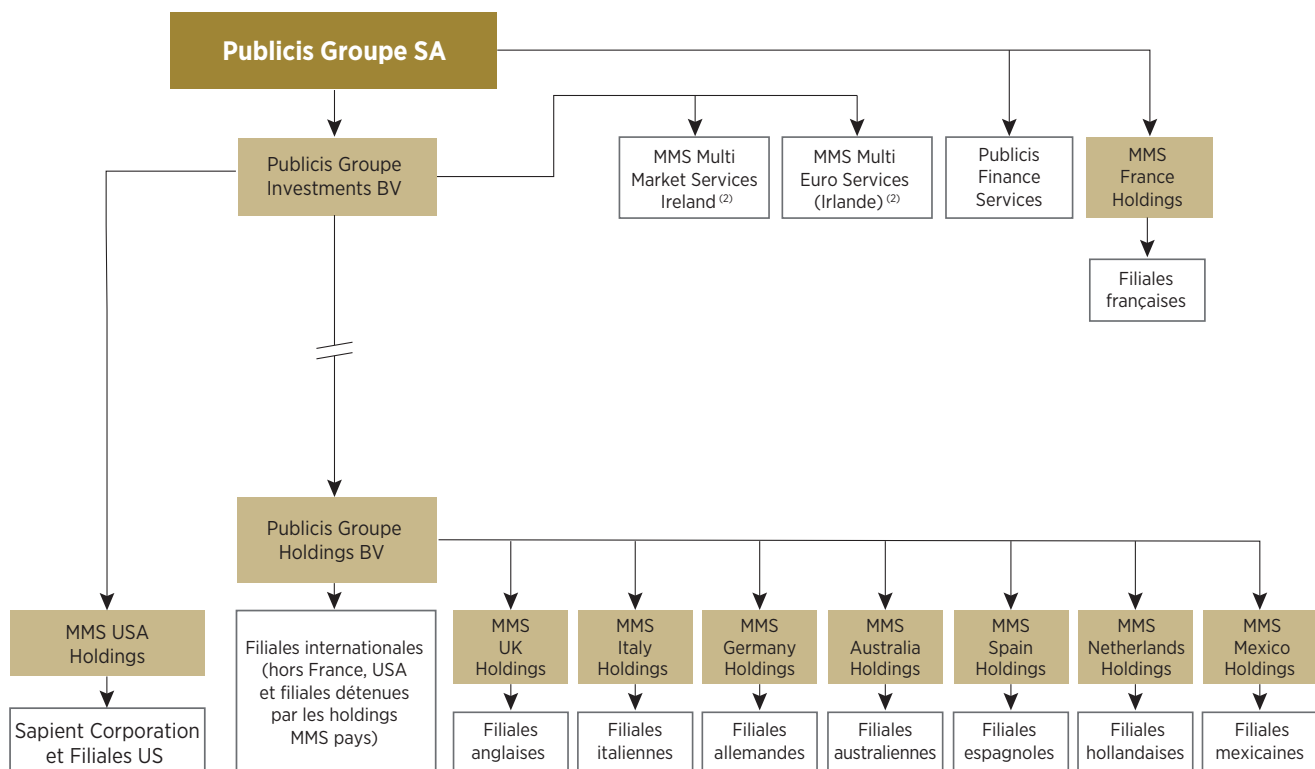 Publicis Groupe SA
Publicis Groupe
Investments BV
MMS Multi
Market Services
Ireland (2)
MMS Multi
Euro Services
(Irlande) (2)
Publicis
Finance
Services
MMS
France
Holdings
Filiales
françaises
Publicis Groupe
Holdings BV
MMS USA
Holdings
Sapient Corporation
et Filiales US
Filiales internationales
(hors France, USA
et filiales détenues
par les holdings
MMS pays)
MMS
UK
Holdings
Filiales
anglaises
MMS
Italy
Holdings
Filiales
italiennes
MMS
Germany
Holdings
Filiales
allemandes
MMS
Australia
Holdings
Filiales
australiennes
MMS
Spain
Holdings
Filiales
espagnoles
MMS
Netherlands
Holdings
Filiales
hollandaises
MMS
Mexico
Holdings
Filiales
mexicaines